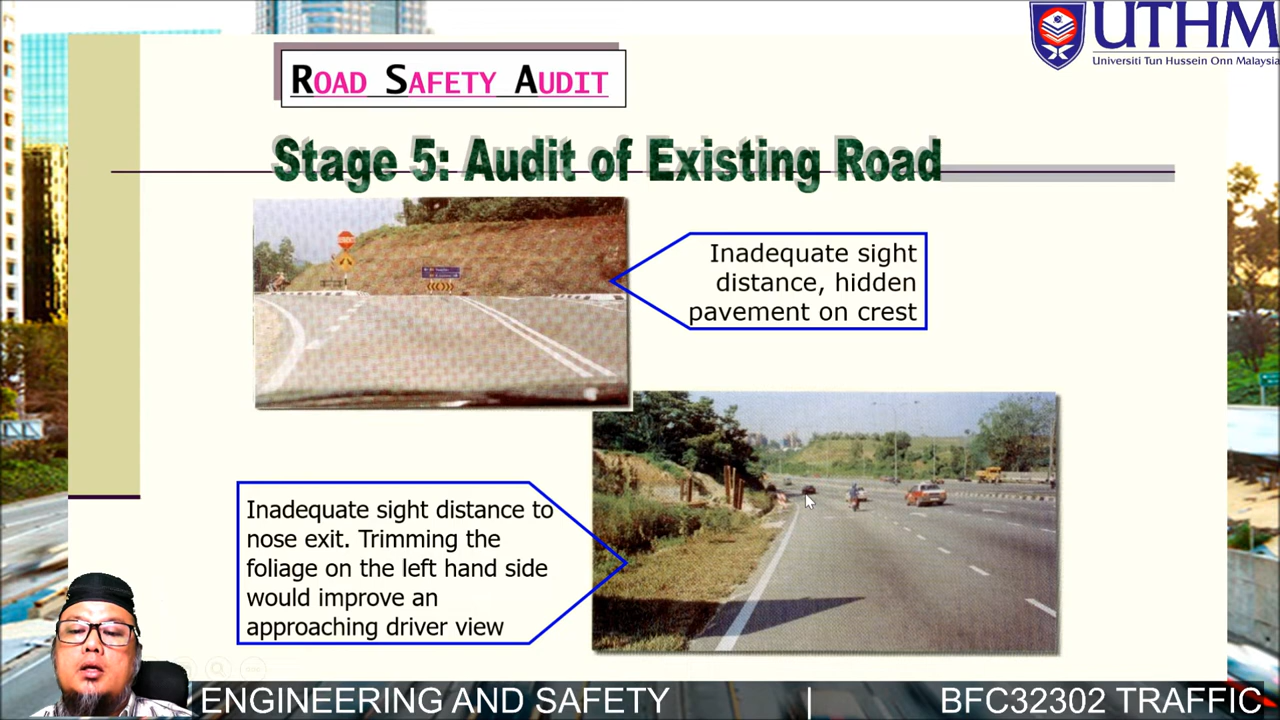 UTHM
Universiti Tun Hussein Onn Malaysia
ROAD SAFETY AUDIT
Stage 5: Audit of Existing Road
Inadequate sight
distance, hidden
pavement on crest
Inadequate sight distance to
nose exit. Trimming the
foliage on the left hand side
would improve an
approaching driver view
ENGINEERING AND SAFETY | BFC32302 TRAFFIC